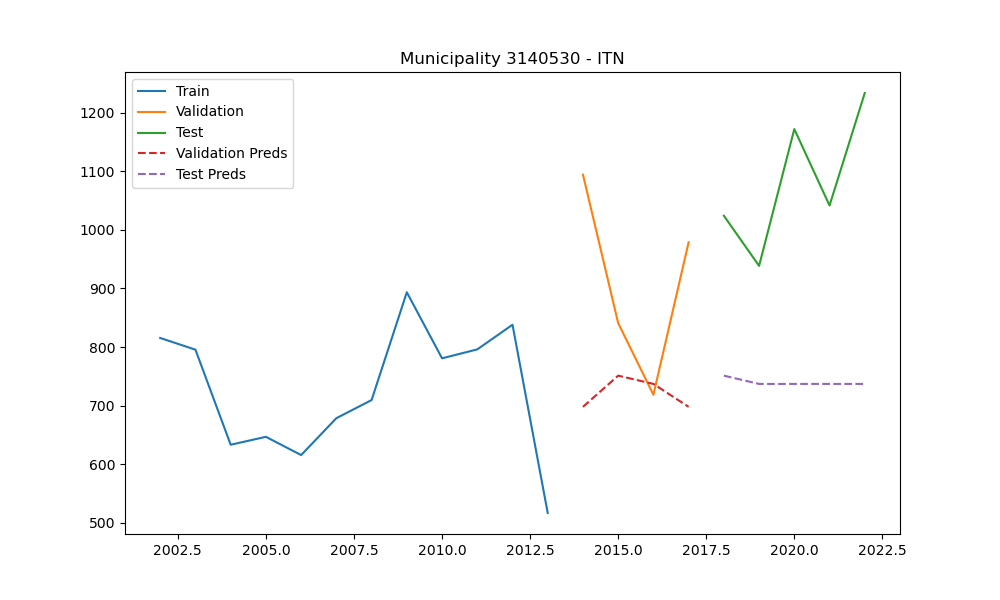 Municipality 3140530 - ITN
Train
Validation
Test
Validation Preds
Test Preds
1200
1100
1000
900
800
700
600
500
2002.5 2005.0 2007.5 2010.0 2012.5 2015.0 2017.5 2020.0 2022.5